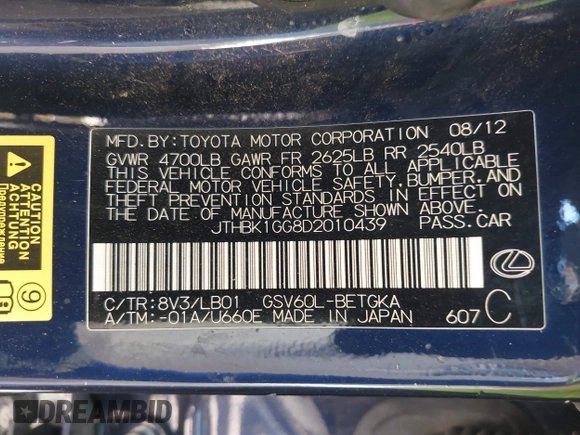 MFD.BY:TOYOTA MOTOR CORPORATION 08/12
GVWR 4700LB GAWR FR 2625LB RR 2540LB
THIS VEHICLE CONFORMS TO ALL APPLICABLE
FEDERAL MOTOR VEHICLE SAFETY, BUMPER, AND
THEFT PREVENTION STANDARDS IN EFFECT ON
THE DATE OF MANUFACTURE SHOWN ABOVE.
JTHBK1GG8D2010439 PASS.CAR
C/TR:8V3/LB01 GSV60L-BETGKA
A/TM:-01A/U660E MADE IN JAPAN 607 C
ACHTUNG
ATTENTION
9
DREAMBID